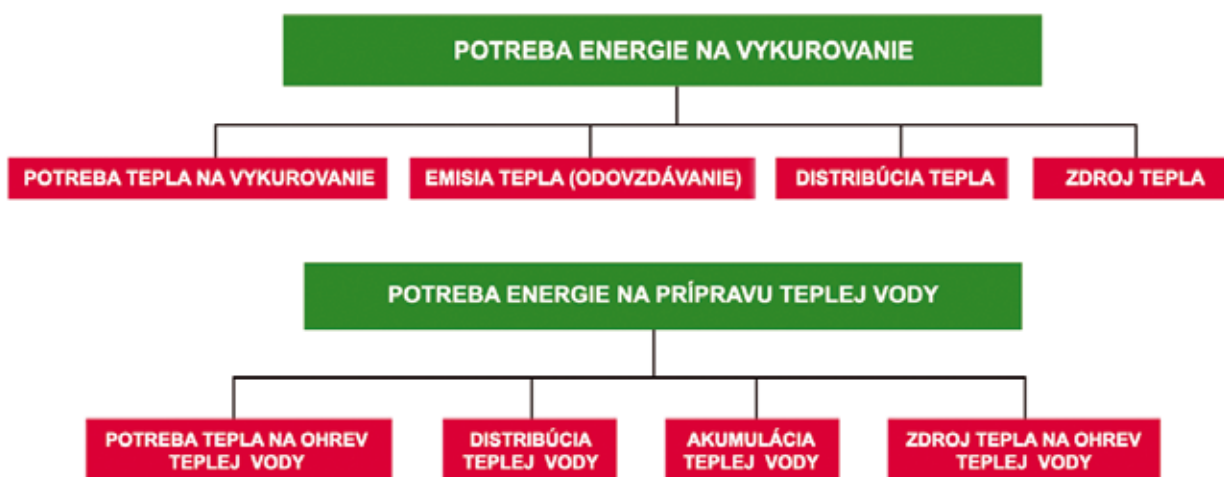 POTREBA ENERGIE NA VYKUROVANIE
POTREBA TEPLA NA VYKUROVANIE
EMISIA TEPLA (ODOVZDÁVANIE)
DISTRIBÚCIA TEPLA
ZDROJ TEPLA
POTREBA ENERGIE NA PRÍPRAVU TEPLEJ VODY
POTREBA TEPLA NA OHREV
TEPLEJ VODY
DISTRIBÚCIA
TEPLEJ VODY
AKUMULÁCIA
TEPLEJ VODY
ZDROJ TEPLA NA OHREV
TEPLEJ VODY